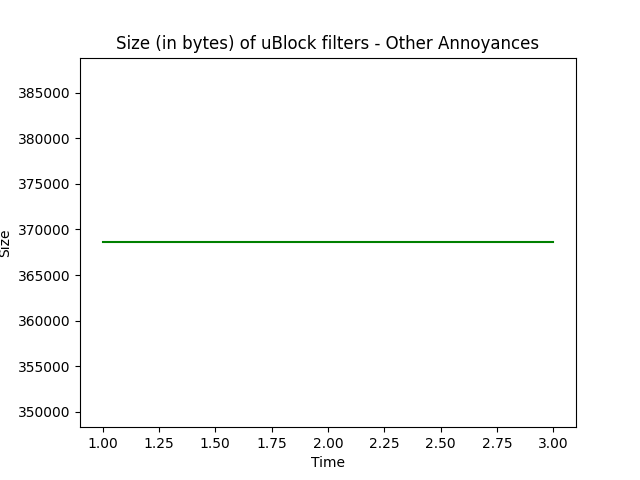 Size (in bytes) of uBlock filters - Other Annoyances
385000
380000
375000
370000
365000
360000
355000
350000
Size
1.00 1.25 1.50 1.75 2.00 2.25 2.50 2.75 3.00
Time